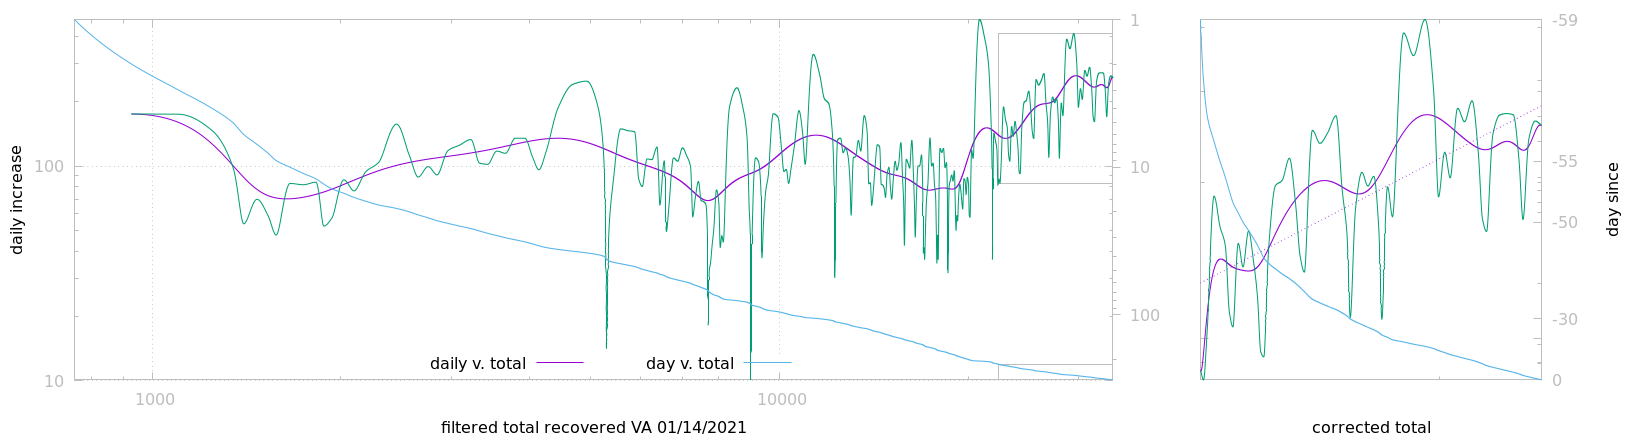 daily increase
100
10
1000
10000
daily v. total
day v. total
1
10
100
filtered total recovered VA 01/14/2021
-59
-55
-50
-30
0
day since
corrected total